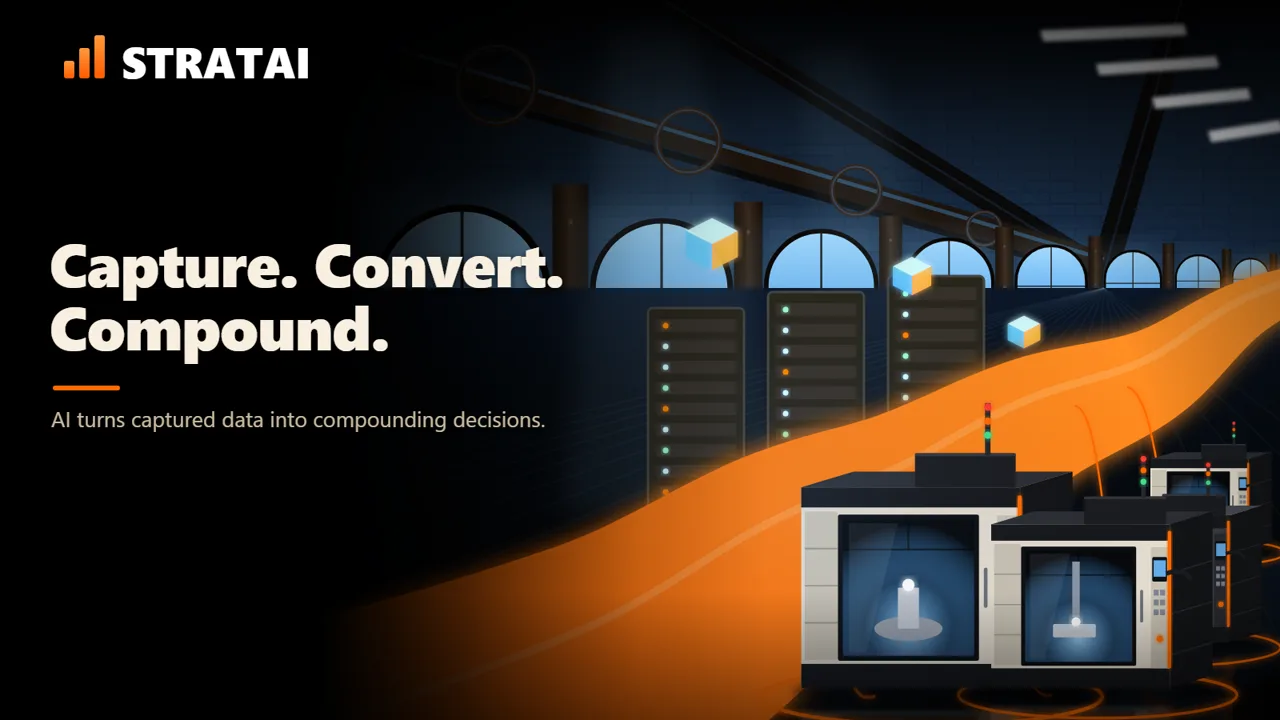 STRATAI
Capture. Convert.
Compound.
AI turns captured data into compounding decisions.